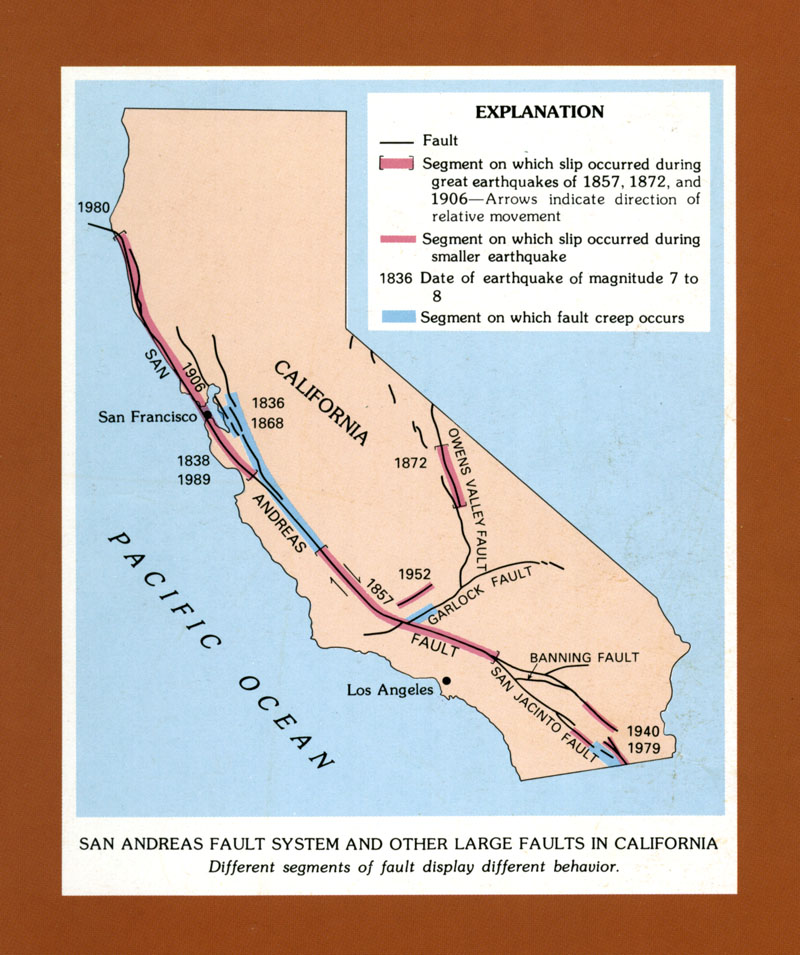 EXPLANATION
Fault
Segment on which slip occurred during
great earthquakes of 1857, 1872, and
1906—Arrows indicate direction of
relative movement
Segment on which slip occurred during
smaller earthquake
1836 Date of earthquake of magnitude 7 to
8
Segment on which fault creep occurs
1980
SAN
1906
CALIFORNIA
San Francisco
1836
1868
1838
1989
ANDREAS
1872
OWENS VALLEY FAULT
PACIFIC OCEAN
1857
1952
GARLOCK FAULT
FAULT
BANNING FAULT
Los Angeles
SAN JACINTO FAULT
1940
1979
SAN ANDREAS FAULT SYSTEM AND OTHER LARGE FAULTS IN CALIFORNIA
Different segments of fault display different behavior.